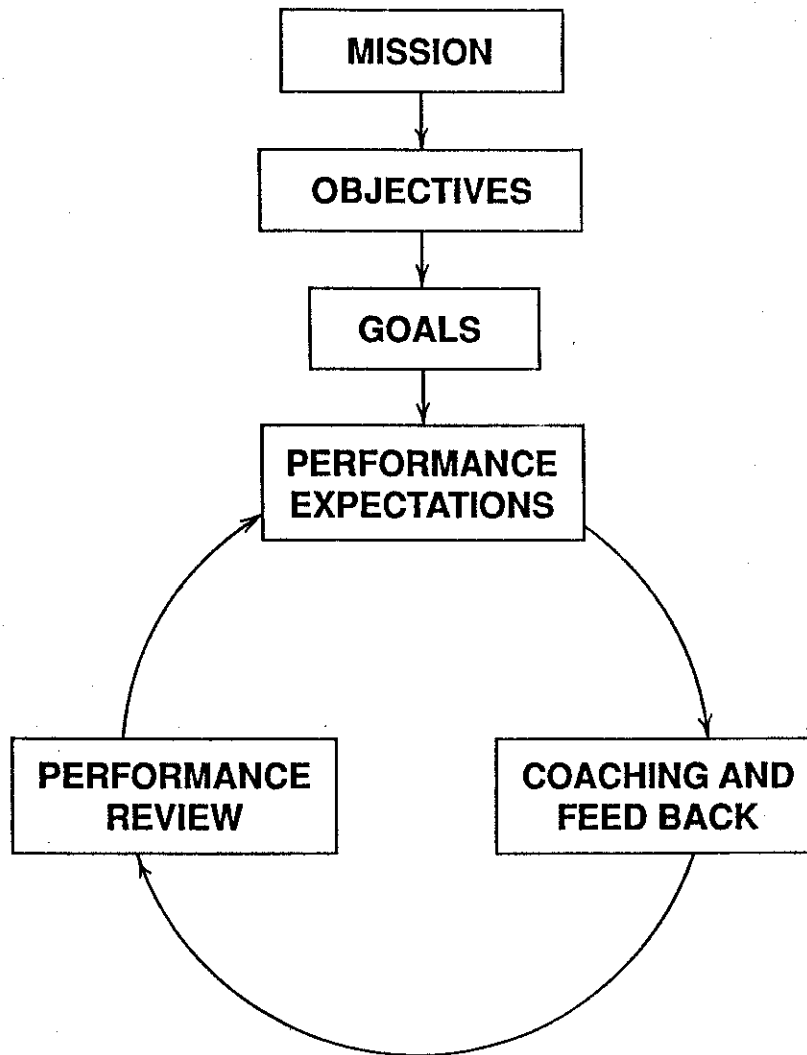 MISSION
OBJECTIVES
GOALS
PERFORMANCE
EXPECTATIONS
PERFORMANCE
REVIEW
COACHING AND
FEED BACK